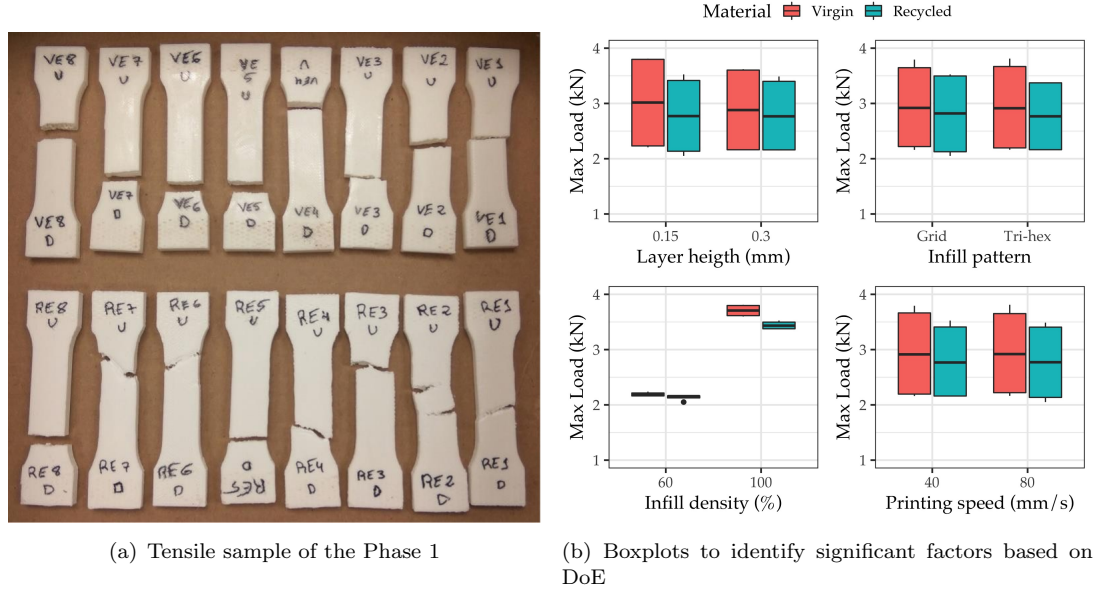 Material Virgin Recycled
VE8 VE7 VE6 VE5 VE4 VE3 VE2 VE1
U U U U U U U U
VE8 VE7 VE6 VE5 VE4 VE3 VE2 VE1
D D D D D D D D
RE8 RE7 RE6 RE5 RE4 RE3 RE2 RE1
U U U U U U U U
RE8 RE7 RE6 RE5 RE4 RE3 RE2 RE1
D D D D D D D D
(a) Tensile sample of the Phase 1
Max Load (kN)
4
3
2
1
0.15 0.3
Layer heigth (mm)
Max Load (kN)
4
3
2
1
Grid Tri-hex
Infill pattern
Max Load (kN)
4
3
2
1
60 100
Infill density (%)
Max Load (kN)
4
3
2
1
40 80
Printing speed (mm/s)
(b) Boxplots to identify significant factors based on
DoE